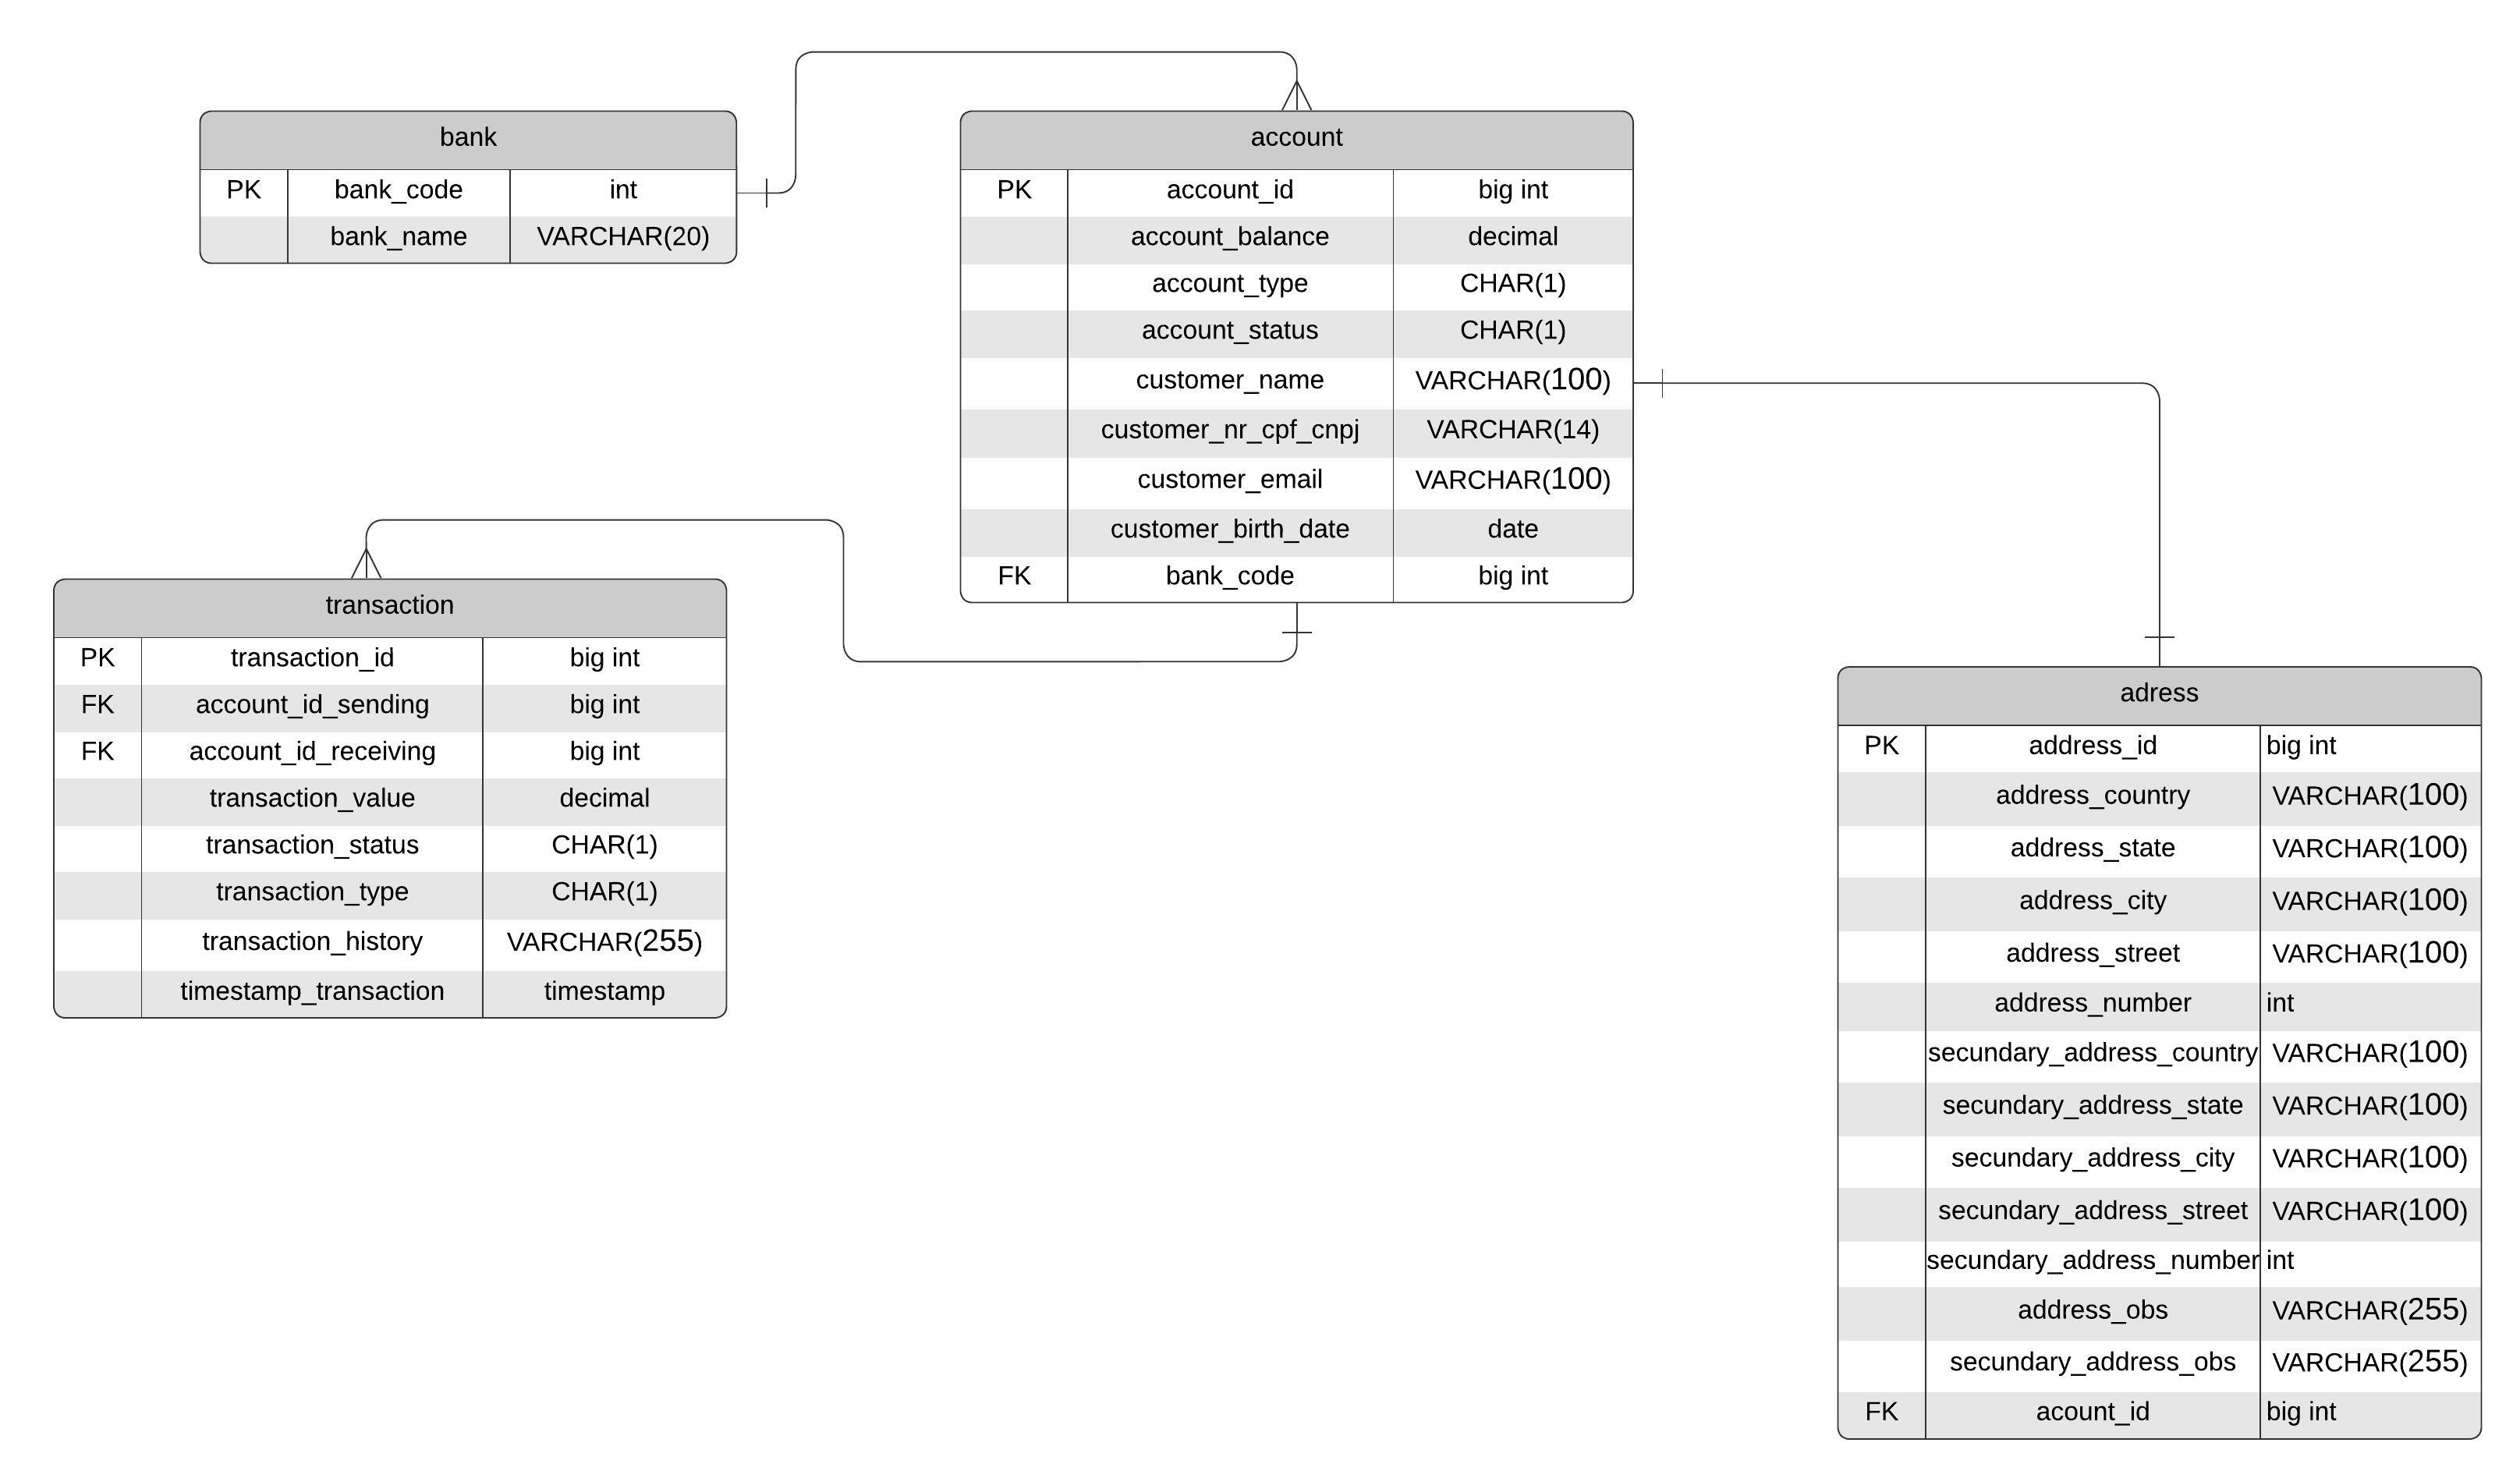 bank
PK bank_code int
bank_name VARCHAR(20)
account
PK account_id big int
account_balance decimal
account_type CHAR(1)
account_status CHAR(1)
customer_name VARCHAR(100)
customer_nr_cpf_cnpj VARCHAR(14)
customer_email VARCHAR(100)
customer_birth_date date
FK bank_code big int
transaction
PK transaction_id big int
FK account_id_sending big int
FK account_id_receiving big int
transaction_value decimal
transaction_status CHAR(1)
transaction_type CHAR(1)
transaction_history VARCHAR(255)
timestamp_transaction timestamp
adress
PK address_id big int
address_country VARCHAR(100)
address_state VARCHAR(100)
address_city VARCHAR(100)
address_street VARCHAR(100)
address_number int
secundary_address_country VARCHAR(100)
secundary_address_state VARCHAR(100)
secundary_address_city VARCHAR(100)
secundary_address_street VARCHAR(100)
secundary_address_number int
address_obs VARCHAR(255)
secundary_address_obs VARCHAR(255)
FK acount_id big int